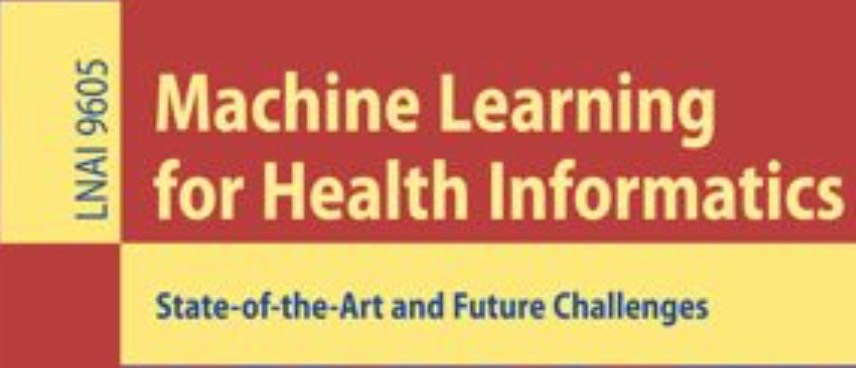 LNAI 9605
Machine Learning
for Health Informatics
State-of-the-Art and Future Challenges